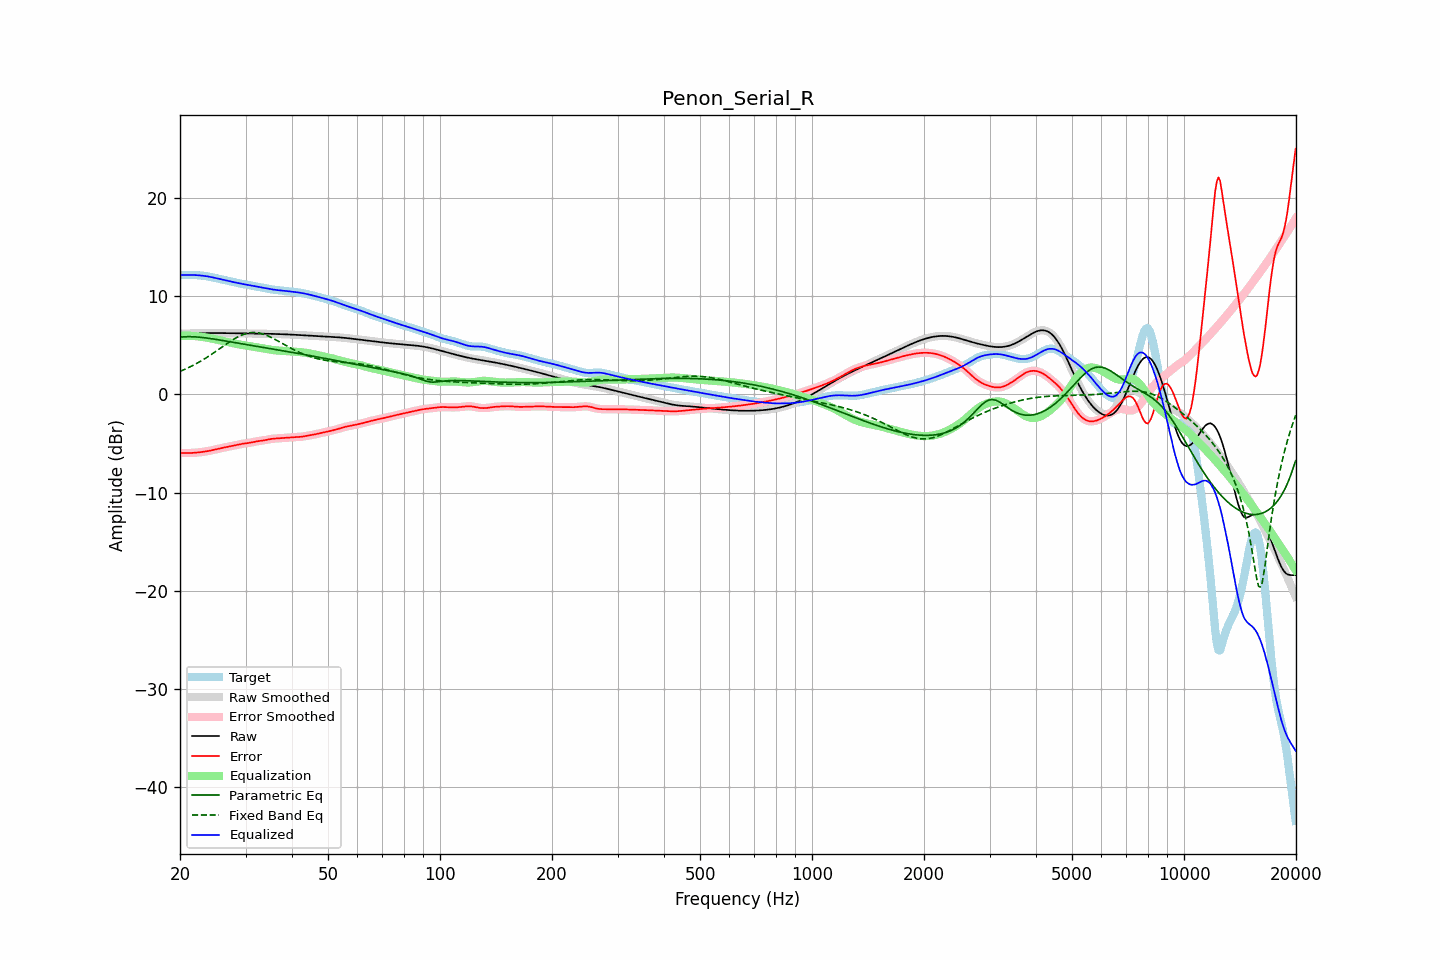 Penon_Serial_R
Amplitude (dBr)
20
10
0
−10
−20
−30
−40
Target
Raw Smoothed
Error Smoothed
Raw
Error
Equalization
Parametric Eq
Fixed Band Eq
Equalized
20 50 100 200 500 1000 2000 5000 10000 20000
Frequency (Hz)